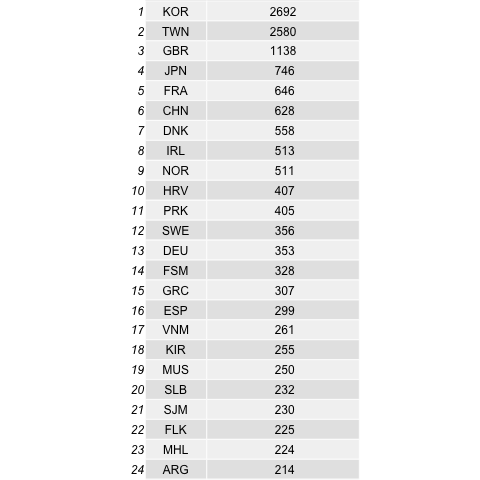 1 KOR 2692
2 TWN 2580
3 GBR 1138
4 JPN 746
5 FRA 646
6 CHN 628
7 DNK 558
8 IRL 513
9 NOR 511
10 HRV 407
11 PRK 405
12 SWE 356
13 DEU 353
14 FSM 328
15 GRC 307
16 ESP 299
17 VNM 261
18 KIR 255
19 MUS 250
20 SLB 232
21 SJM 230
22 FLK 225
23 MHL 224
24 ARG 214